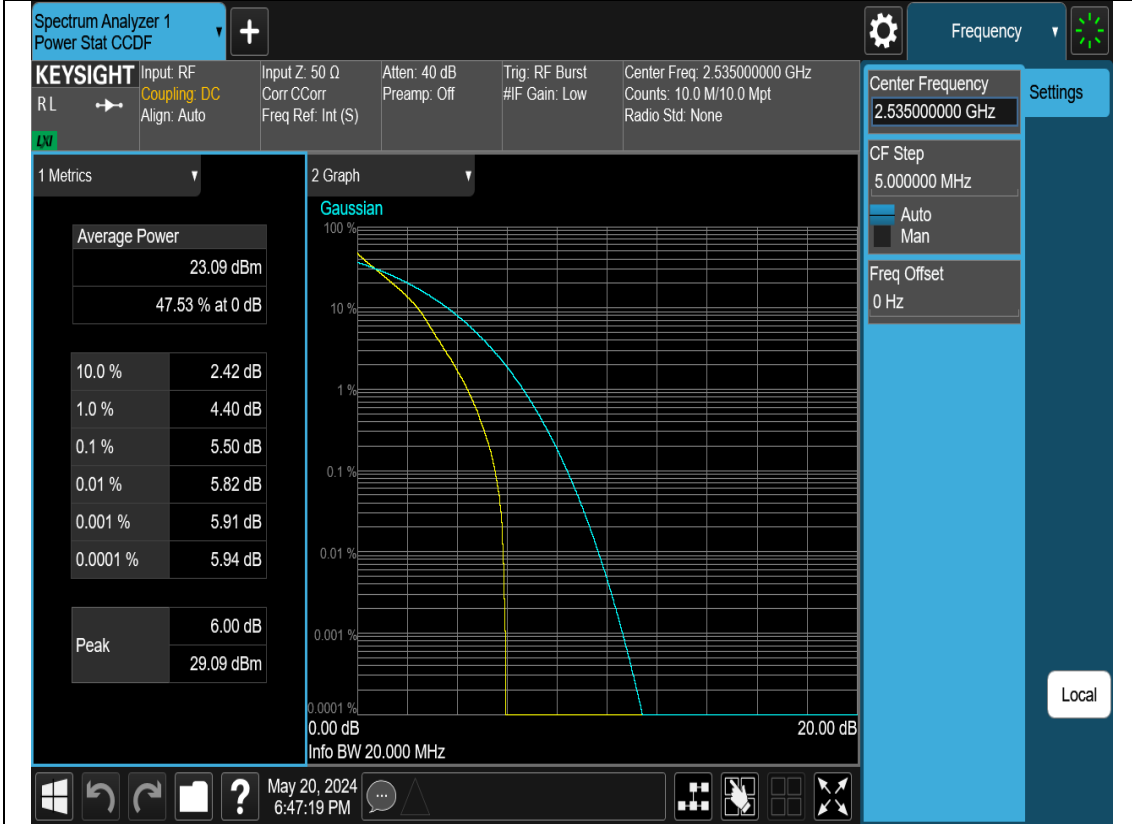 Spectrum Analyzer 1
Power Stat CCDF
Frequency
KEYSIGHT
RL
LXI
Input: RF
Coupling: DC
Align: Auto
Input Z: 50 Ω
Corr CCorr
Freq Ref: Int (S)
Atten: 40 dB
Preamp: Off
Trig: RF Burst
#IF Gain: Low
Center Freq: 2.535000000 GHz
Counts: 10.0 M/10.0 Mpt
Radio Std: None
Center Frequency
2.535000000 GHz
Settings
CF Step
5.000000 MHz
Auto
Man
Freq Offset
0 Hz
1 Metrics
Average Power
23.09 dBm
47.53 % at 0 dB
10.0 % 2.42 dB
1.0 % 4.40 dB
0.1 % 5.50 dB
0.01 % 5.82 dB
0.001 % 5.91 dB
0.0001 % 5.94 dB
Peak
6.00 dB
29.09 dBm
2 Graph
Gaussian
100 %
10 %
1 %
0.1 %
0.01 %
0.001 %
0.0001 %
0.00 dB 20.00 dB
Info BW 20.000 MHz
Local
?
May 20, 2024
6:47:19 PM